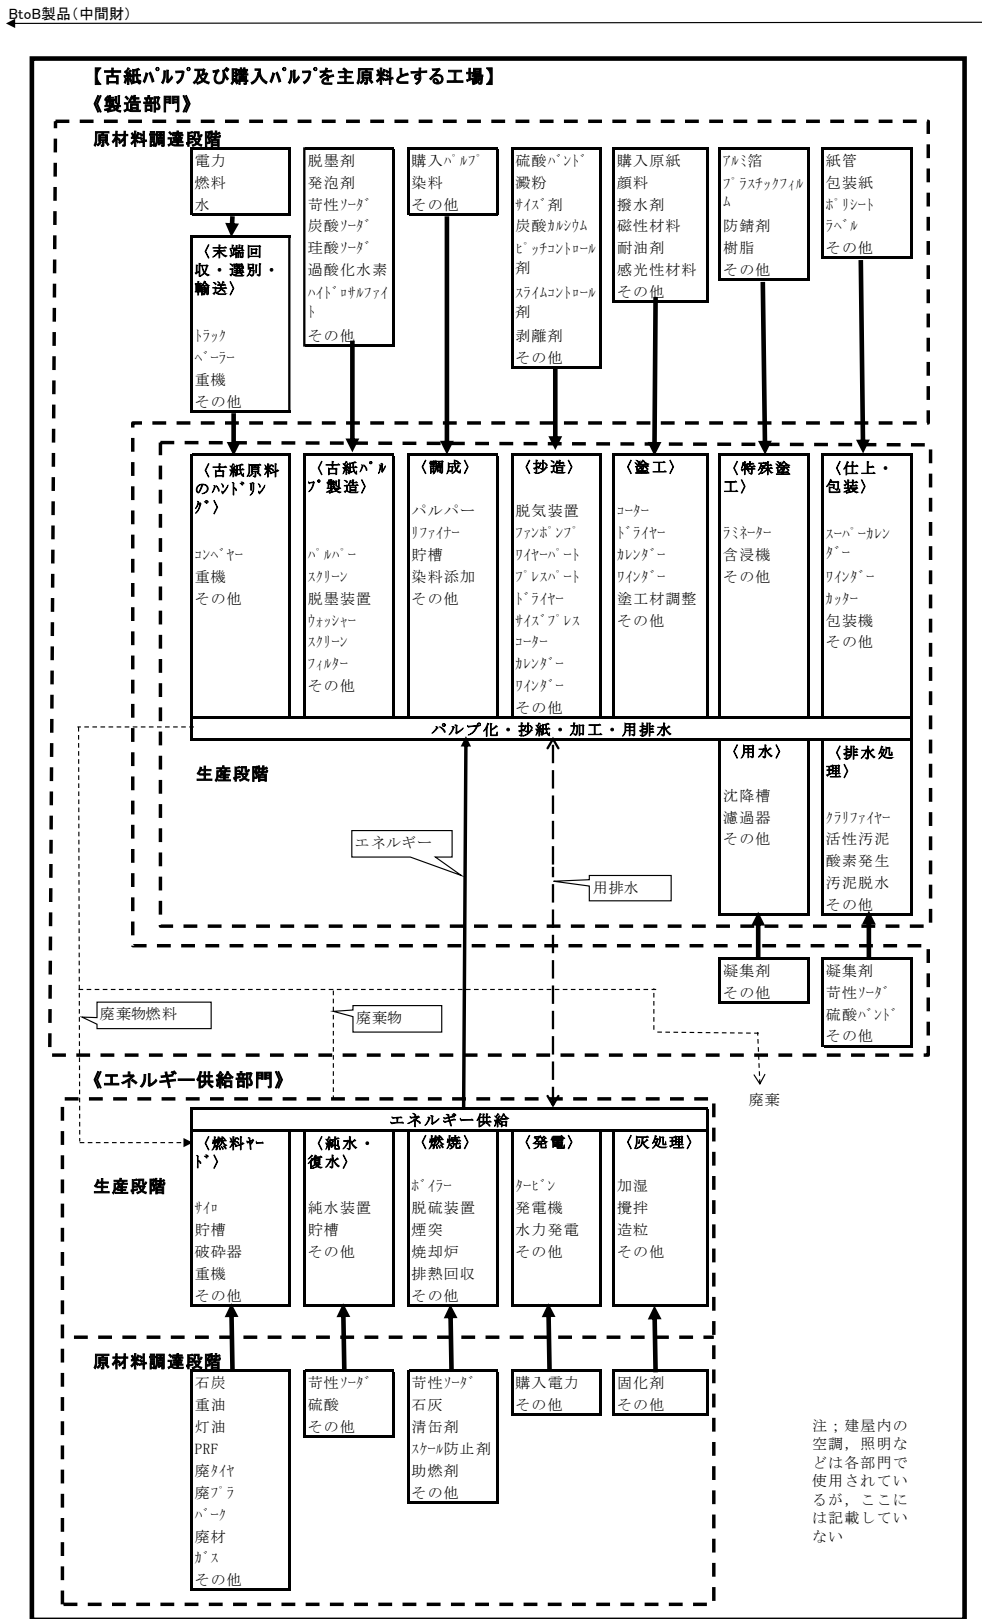 BtoB製品（中間財）
【古紙ﾊﾟﾙﾌﾟ及び購入ﾊﾟﾙﾌﾟを主原料とする工場】
《製造部門》
原材料調達段階
電力
燃料
水
〈末端回
収・選別・
輸送〉
ﾄﾗｯｸ
ﾍﾞｰﾗｰ
重機
その他
脱墨剤
発泡剤
苛性ｿｰﾀﾞ
炭酸ｿｰﾀﾞ
珪酸ｿｰﾀﾞ
過酸化水素
ﾊｲﾄﾞﾛｻﾙﾌｧｲ
ﾄ
その他
購入ﾊﾟﾙﾌﾟ
染料
その他
硫酸ﾊﾞﾝﾄﾞ
澱粉
ｻｲｽﾞ剤
炭酸ｶﾙｼｳﾑ
ﾋﾟｯﾁｺﾝﾄﾛｰﾙ
剤
ｽﾗｲﾑｺﾝﾄﾛｰﾙ
剤
剥離剤
その他
購入原紙
顔料
撥水剤
磁性材料
耐油剤
感光性材料
その他
ｱﾙﾐ箔
ﾌﾟﾗｽﾁｯｸﾌｨﾙ
ﾑ
防錆剤
樹脂
その他
紙管
包装紙
ﾎﾟﾘｼｰﾄ
ﾗﾍﾞﾙ
その他
〈古紙原料
のﾊﾝﾄﾞﾘﾝ
ｸﾞ〉
ｺﾝﾍﾞﾔｰ
重機
その他
〈古紙ﾊﾟﾙ
ﾌﾟ製造〉
ﾊﾟﾙﾊﾟｰ
ｽｸﾘｰﾝ
脱墨装置
ｳｫｯｼｬｰ
ｽｸﾘｰﾝ
ﾌｨﾙﾀｰ
その他
〈調成〉
パルパー
ﾘﾌｧｲﾅｰ
貯槽
染料添加
その他
〈抄造〉
脱気装置
ﾌｧﾝﾎﾟﾝﾌﾟ
ﾜｲﾔｰﾊﾟｰﾄ
ﾌﾟﾚｽﾊﾟｰﾄ
ﾄﾞﾗｲﾔｰ
ｻｲｽﾞﾌﾟﾚｽ
ｺｰﾀｰ
ｶﾚﾝﾀﾞｰ
ﾜｲﾝﾀﾞｰ
その他
〈塗工〉
ｺｰﾀｰ
ﾄﾞﾗｲﾔｰ
ｶﾚﾝﾀﾞｰ
ﾜｲﾝﾀﾞｰ
塗工材調整
その他
〈特殊塗
工〉
ﾗﾐﾈｰﾀｰ
含浸機
その他
〈仕上・
包装〉
ｽｰﾊﾟｰｶﾚﾝ
ﾀﾞｰ
ﾜｲﾝﾀﾞｰ
ｶｯﾀｰ
包装機
その他
パルプ化・抄紙・加工・用排水
生産段階
〈用水〉
沈降槽
濾過器
その他
〈排水処
理〉
ｸﾗﾘﾌｧｲﾔｰ
活性汚泥
酸素発生
汚泥脱水
その他
エネルギー
用排水
凝集剤
その他
凝集剤
苛性ｿｰﾀﾞ
硫酸ﾊﾞﾝﾄﾞ
その他
廃棄物燃料
廃棄物
廃棄
《エネルギー供給部門》
エネルギー供給
生産段階
〈燃料ﾔｰ
ﾄﾞ〉
ｻｲﾛ
貯槽
破砕器
重機
その他
〈純水・
復水〉
純水装置
貯槽
その他
〈燃焼〉
ﾎﾞｲﾗｰ
脱硫装置
煙突
焼却炉
排熱回収
その他
〈発電〉
ﾀｰﾋﾞﾝ
発電機
水力発電
その他
〈灰処理〉
加湿
攪拌
造粒
その他
原材料調達段階
石炭
重油
灯油
PRF
廃ﾀｲﾔ
廃ﾌﾟﾗ
ﾊﾞｰｸ
廃材
ｶﾞｽ
その他
苛性ｿｰﾀﾞ
硫酸
その他
苛性ｿｰﾀﾞ
石灰
清缶剤
ｽｹｰﾙ防止剤
助燃剤
その他
購入電力
その他
固化剤
その他
注；建屋内の
空調，照明な
どは各部門で
使用されてい
るが，ここに
は記載してい
ない